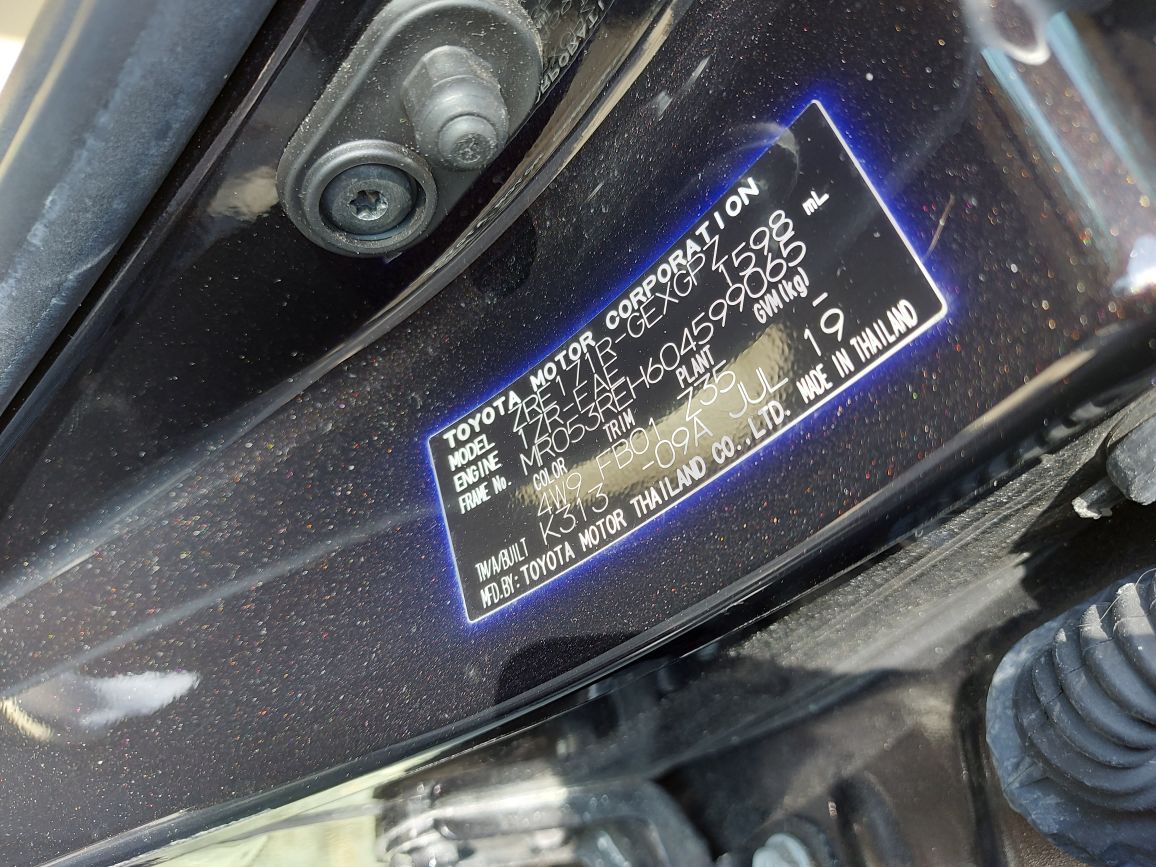 TOYOTA MOTOR CORPORATION
MODEL ZRE171R-GEXGPZ
ENGINE 1ZR-FAE 1598 mL
FRAME No. MR053REH604599065
COLOR TRIM PLANT GVM(kg)
4W9 FB01 Z35 -
TM/A/BUILT K313 -09A JUL 19
MFD.BY: TOYOTA MOTOR THAILAND CO.,LTD. MADE IN THAILAND